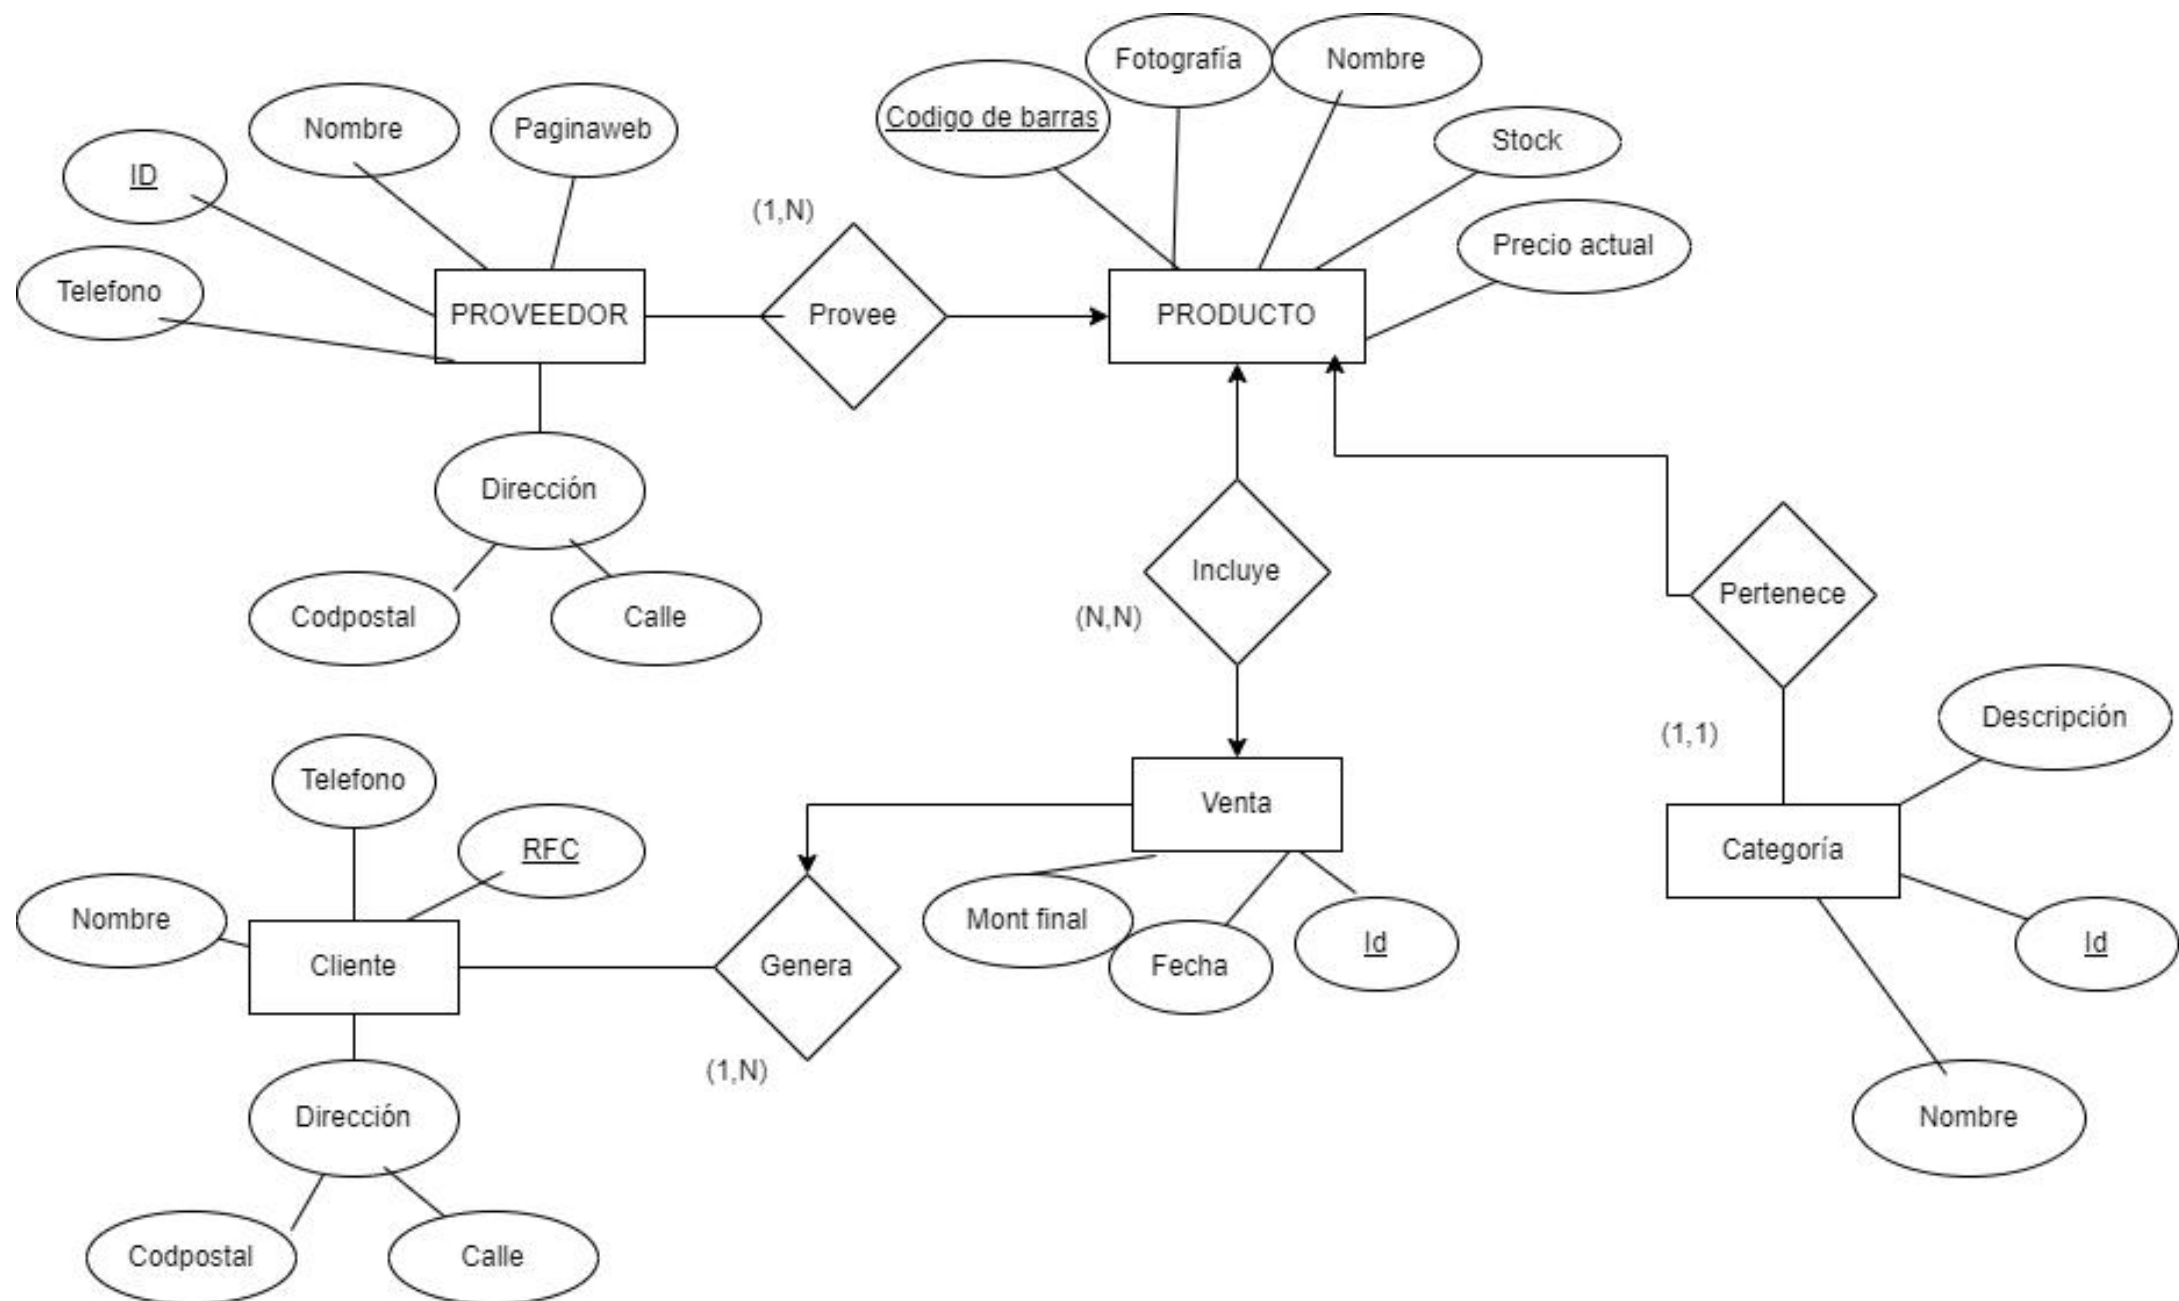 Fotografía
Nombre
Codigo de barras
Nombre
Paginaweb
Stock
ID
(1,N)
Precio actual
Telefono
PROVEEDOR
Provee
PRODUCTO
Dirección
Incluye
Pertenece
Codpostal
Calle
(N,N)
Descripción
(1,1)
Telefono
Venta
RFC
Categoría
Nombre
Mont final
Id
Id
Cliente
Genera
Fecha
(1,N)
Dirección
Nombre
Codpostal
Calle